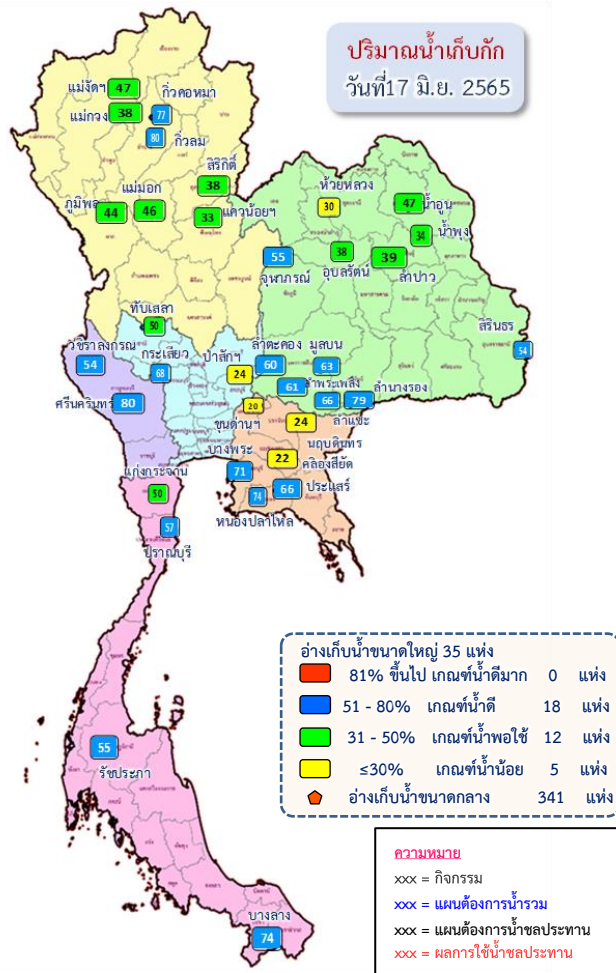 ปริมาณน้ำเก็บกัก
วันที่17 มิ.ย. 2565
แม่งัดฯ 47
แม่กวง 38
กิ่วคอหมา
77
80
กิ่วลม
สิริกิติ์
38
ภูมิพล
44
แม่มอก
46
33 แควน้อยฯ
ห้วยหลวง
30
47 น้ำอูน
34 น้ำพุง
55
จุฬาภรณ์
38
อุบลรัตน์
39
ลำปาว
สิรินธร
54
ทับเสลา
50
วชิราลงกรณ
54
กระเสียว
68
ป่าสักฯ
24
ลำตะคอง
60
มูลบน
63
61
ลำพระเพลิง
66
79
ลำนางรอง
ลำแซะ
ศรีนครินทร์
80
20
ขุนด่านฯ
24
นฤบดินทร
22
คลองสียัด
บางพระ
71
74
หนองปลาไหล
66
ประแสร์
แก่งกระจาน
50
57
ปราณบุรี
55
รัชประภา
บางลาง
74
อ่างเก็บน้ำขนาดใหญ่ 35 แห่ง
81% ขึ้นไป เกณฑ์น้ำดีมาก 0 แห่ง
51 - 80% เกณฑ์น้ำดี 18 แห่ง
31 - 50% เกณฑ์น้ำพอใช้ 12 แห่ง
≤30% เกณฑ์น้ำน้อย 5 แห่ง
อ่างเก็บน้ำขนาดกลาง 341 แห่ง
ความหมาย
xxx = กิจกรรม
xxx = แผนต้องการน้ำรวม
xxx = แผนต้องการน้ำชลประทาน
xxx = ผลการใช้น้ำชลประทาน